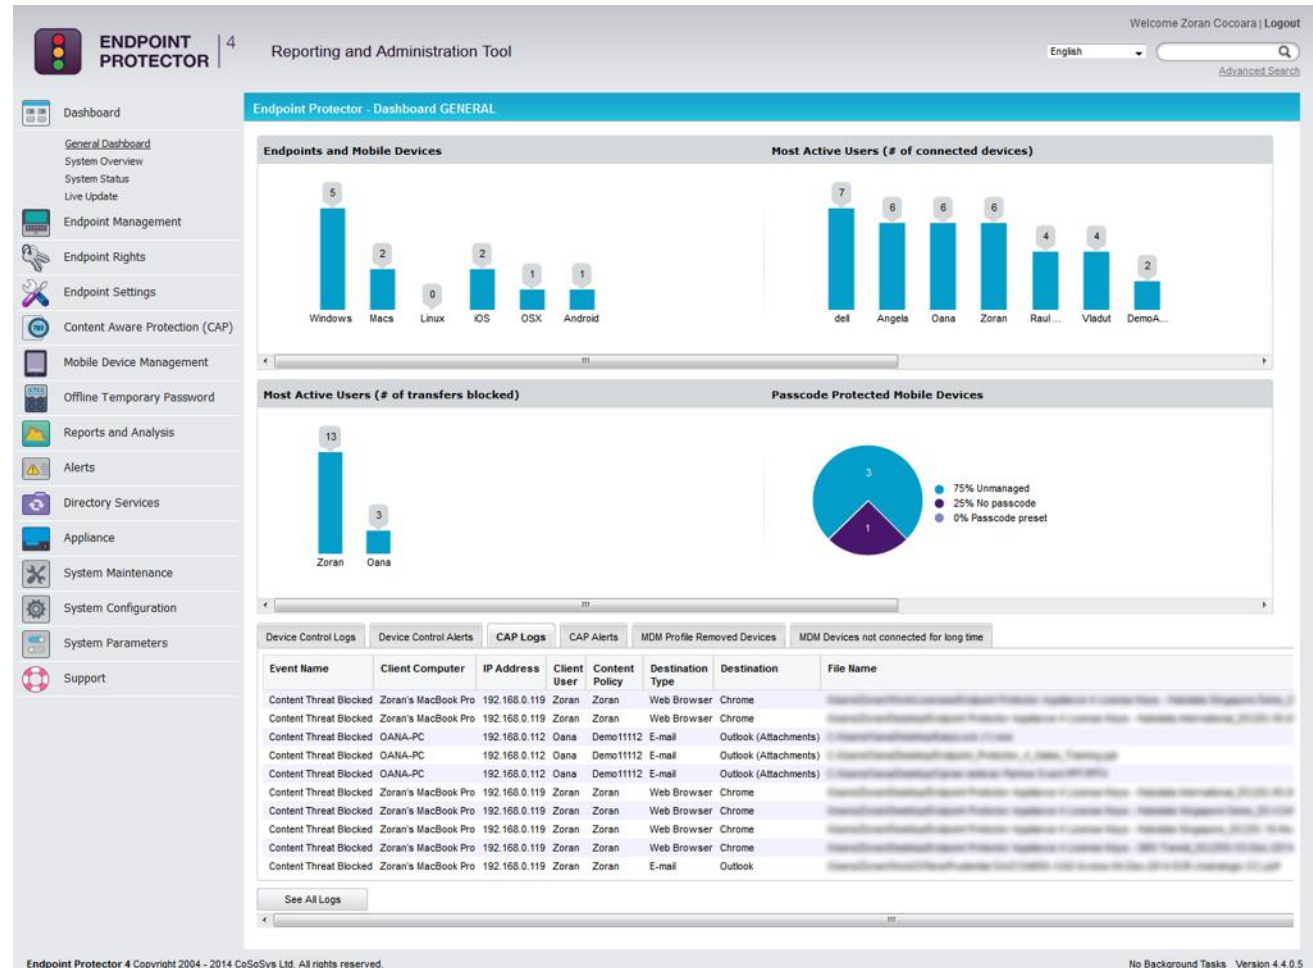 Welcome Zoran Cocoara | Logout
ENDPOINT PROTECTOR 4
Reporting and Administration Tool
English
Advanced Search
Dashboard
General Dashboard
System Overview
System Status
Live Update
Endpoint Management
Endpoint Rights
Endpoint Settings
Content Aware Protection (CAP)
Mobile Device Management
Offline Temporary Password
Reports and Analysis
Alerts
Directory Services
Appliance
System Maintenance
System Configuration
System Parameters
Support
Endpoint Protector - Dashboard GENERAL
Endpoints and Mobile Devices
5
2
0
2
1
1
Windows Macs Linux iOS OSX Android
Most Active Users (# of connected devices)
7
6
6
6
4
4
2
dell Angela Oana Zoran Raul ... Vladut DemoA...
Most Active Users (# of transfers blocked)
13
3
Zoran Oana
Passcode Protected Mobile Devices
3
1
75% Unmanaged
25% No passcode
0% Passcode preset
Device Control Logs Device Control Alerts CAP Logs CAP Alerts MDM Profile Removed Devices MDM Devices not connected for long time
Event Name Client Computer IP Address Client User Content Policy Destination Type Destination File Name
Content Threat Blocked Zoran's MacBook Pro 192.168.0.119 Zoran Zoran Web Browser Chrome
Content Threat Blocked Zoran's MacBook Pro 192.168.0.119 Zoran Zoran Web Browser Chrome
Content Threat Blocked OANA-PC 192.168.0.112 Oana Demo11112 E-mail Outlook (Attachments)
Content Threat Blocked OANA-PC 192.168.0.112 Oana Demo11112 E-mail Outlook (Attachments)
Content Threat Blocked OANA-PC 192.168.0.112 Oana Demo11112 E-mail Outlook (Attachments)
Content Threat Blocked Zoran's MacBook Pro 192.168.0.119 Zoran Zoran Web Browser Chrome
Content Threat Blocked Zoran's MacBook Pro 192.168.0.119 Zoran Zoran Web Browser Chrome
Content Threat Blocked Zoran's MacBook Pro 192.168.0.119 Zoran Zoran Web Browser Chrome
Content Threat Blocked Zoran's MacBook Pro 192.168.0.119 Zoran Zoran Web Browser Chrome
Content Threat Blocked Zoran's MacBook Pro 192.168.0.119 Zoran Zoran E-mail Outlook
See All Logs
Endpoint Protector 4 Copyright 2004 - 2014 CoSoSys Ltd. All rights reserved.
No Background Tasks Version 4.4.0.5